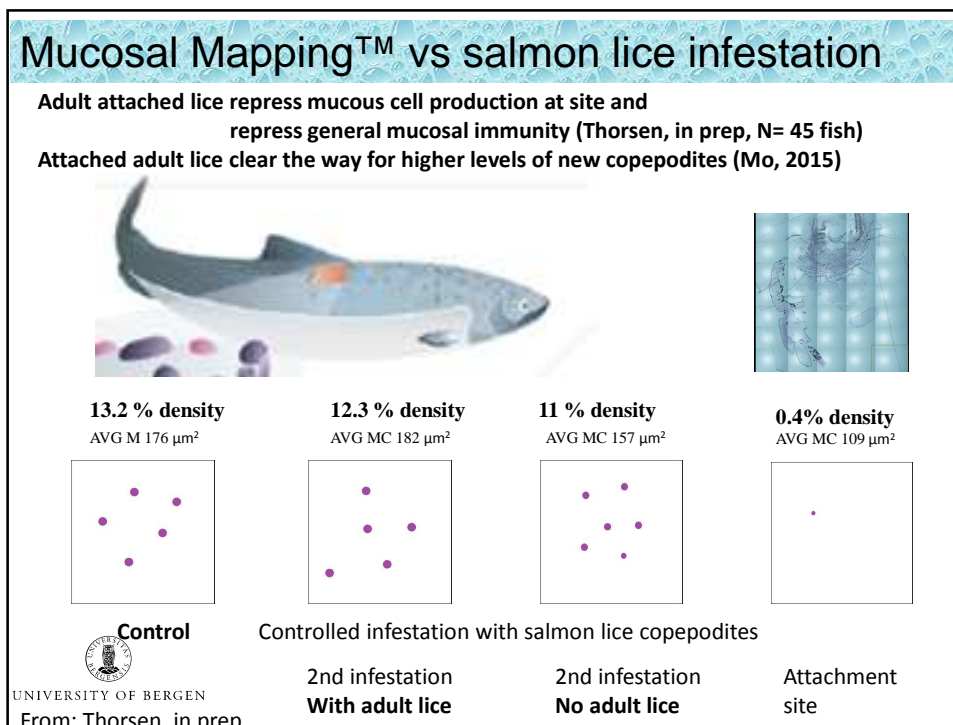 Mucosal Mapping™ vs salmon lice infestation
Adult attached lice repress mucous cell production at site and
repress general mucosal immunity (Thorsen, in prep, N= 45 fish)
Attached adult lice clear the way for higher levels of new copepodites (Mo, 2015)
13.2 % density
AVG M 176 µm²
12.3 % density
AVG MC 182 µm²
11 % density
AVG MC 157 µm²
0.4% density
AVG MC 109 µm²
Control
Controlled infestation with salmon lice copepodites
2nd infestation
With adult lice
2nd infestation
No adult lice
Attachment
site
UNIVERSITY OF BERGEN
From: Thorsen, in prep